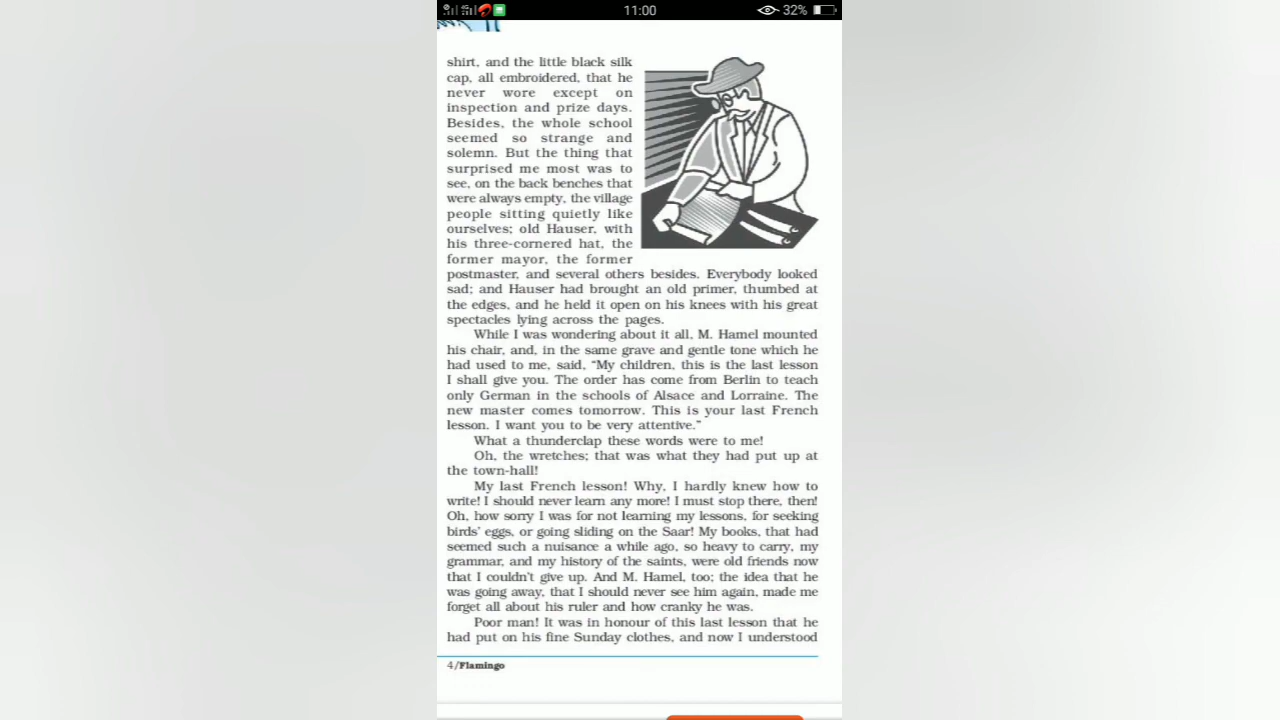 11:00
32%
shirt, and the little black silk
cap, all embroidered, that he
never wore except on
inspection and prize days.
Besides, the whole school
seemed so strange and
solemn. But the thing that
surprised me most was to
see, on the back benches that
were always empty, the village
people sitting quietly like
ourselves; old Hauser, with
his three-cornered hat, the
former mayor, the former
postmaster, and several others besides. Everybody looked
sad; and Hauser had brought an old primer, thumbed at
the edges, and he held it open on his knees with his great
spectacles lying across the pages.
While I was wondering about it all, M. Hamel mounted
his chair, and, in the same grave and gentle tone which he
had used to me, said, “My children, this is the last lesson
I shall give you. The order has come from Berlin to teach
only German in the schools of Alsace and Lorraine. The
new master comes tomorrow. This is your last French
lesson. I want you to be very attentive.”
What a thunderclap these words were to me!
Oh, the wretches; that was what they had put up at
the town-hall!
My last French lesson! Why, I hardly knew how to
write! I should never learn any more! I must stop there, then!
Oh, how sorry I was for not learning my lessons, for seeking
birds’ eggs, or going sliding on the Saar! My books, that had
seemed such a nuisance a while ago, so heavy to carry, my
grammar, and my history of the saints, were old friends now
that I couldn’t give up. And M. Hamel, too; the idea that he
was going away, that I should never see him again, made me
forget all about his ruler and how cranky he was.
Poor man! It was in honour of this last lesson that he
had put on his fine Sunday clothes, and now I understood
4/Flamingo